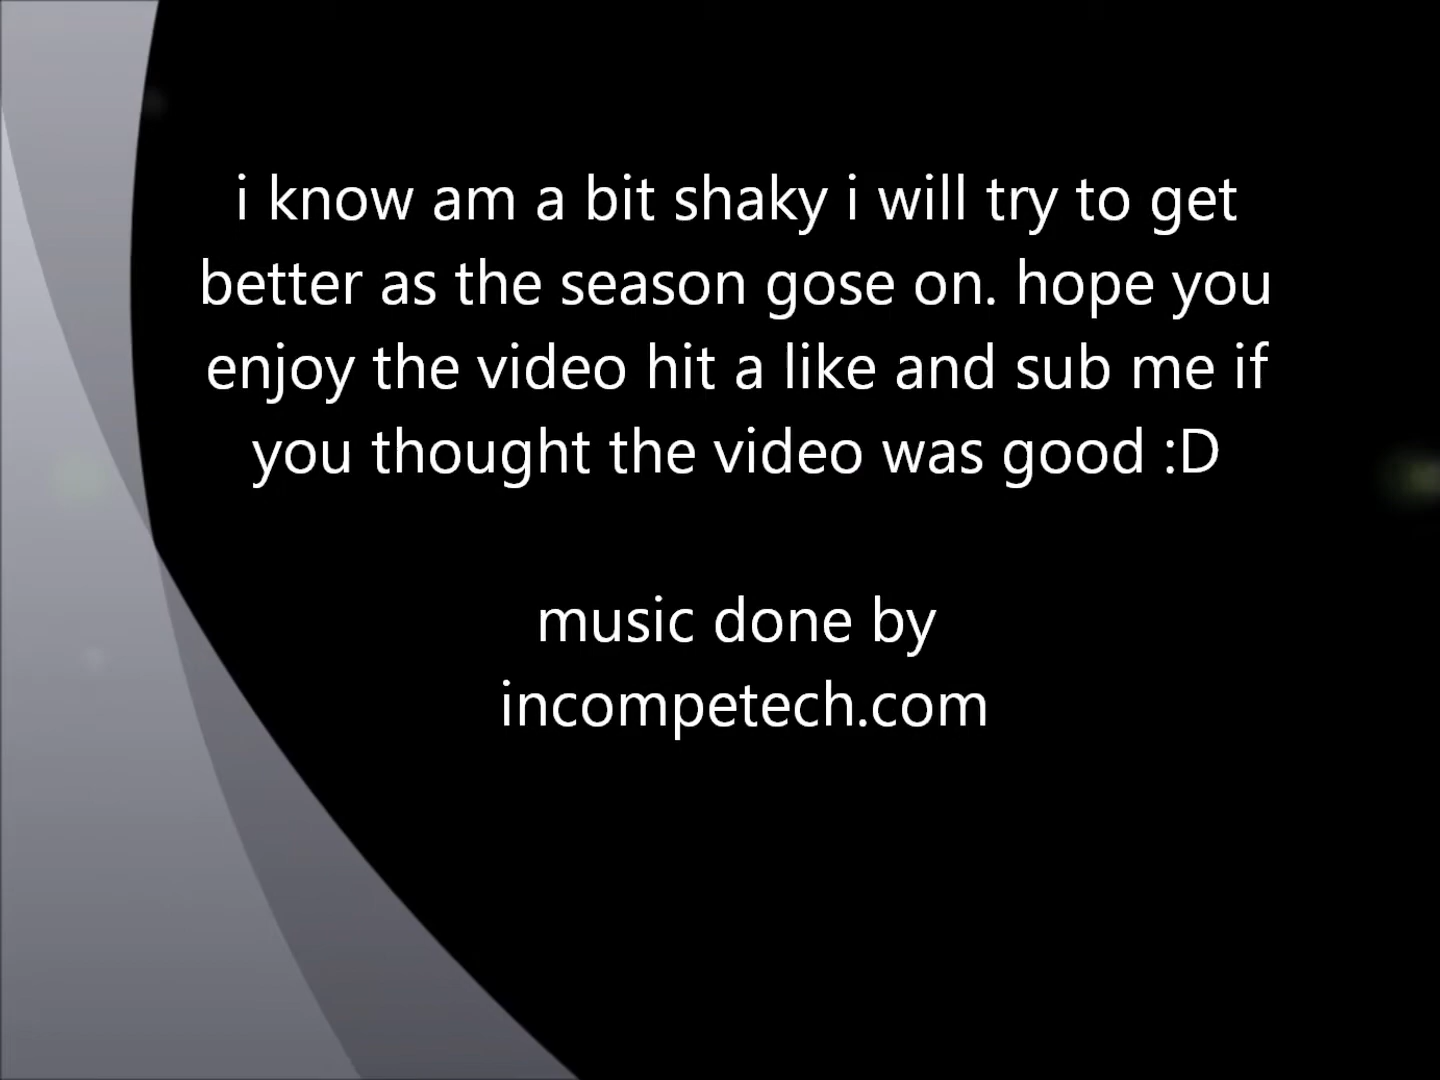 i know am a bit shaky i will try to get
better as the season gose on. hope you
enjoy the video hit a like and sub me if
you thought the video was good :D
music done by
incompetech.com